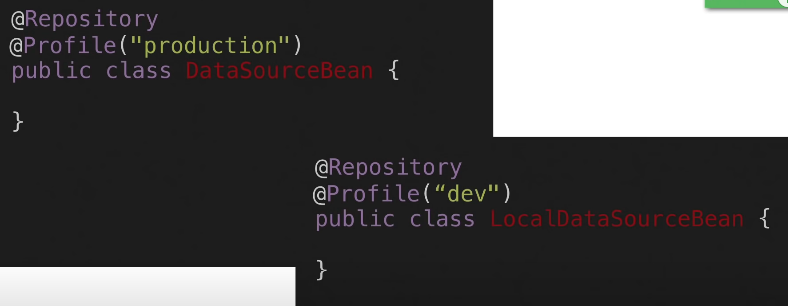 @Repository
@Profile("production")
public class DataSourceBean {
}
@Repository
@Profile(“dev")
public class LocalDataSourceBean {
}